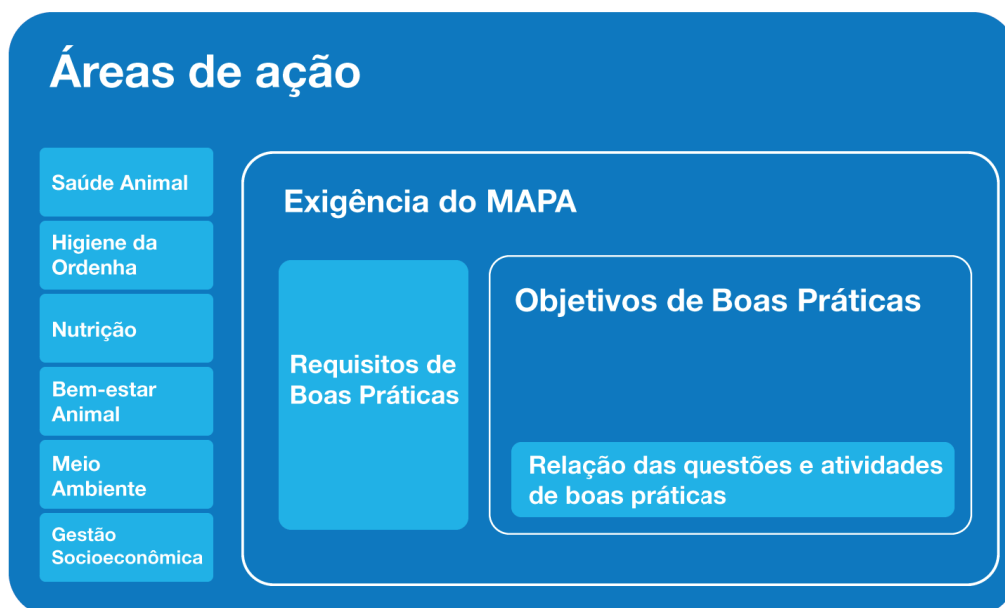 Áreas de ação
Saúde Animal
Higiene da
Ordenha
Nutrição
Bem-estar
Animal
Meio
Ambiente
Gestão
Socioeconômica
Exigência do MAPA
Requisitos de
Boas Práticas
Objetivos de Boas Práticas
Relação das questões e atividades
de boas práticas